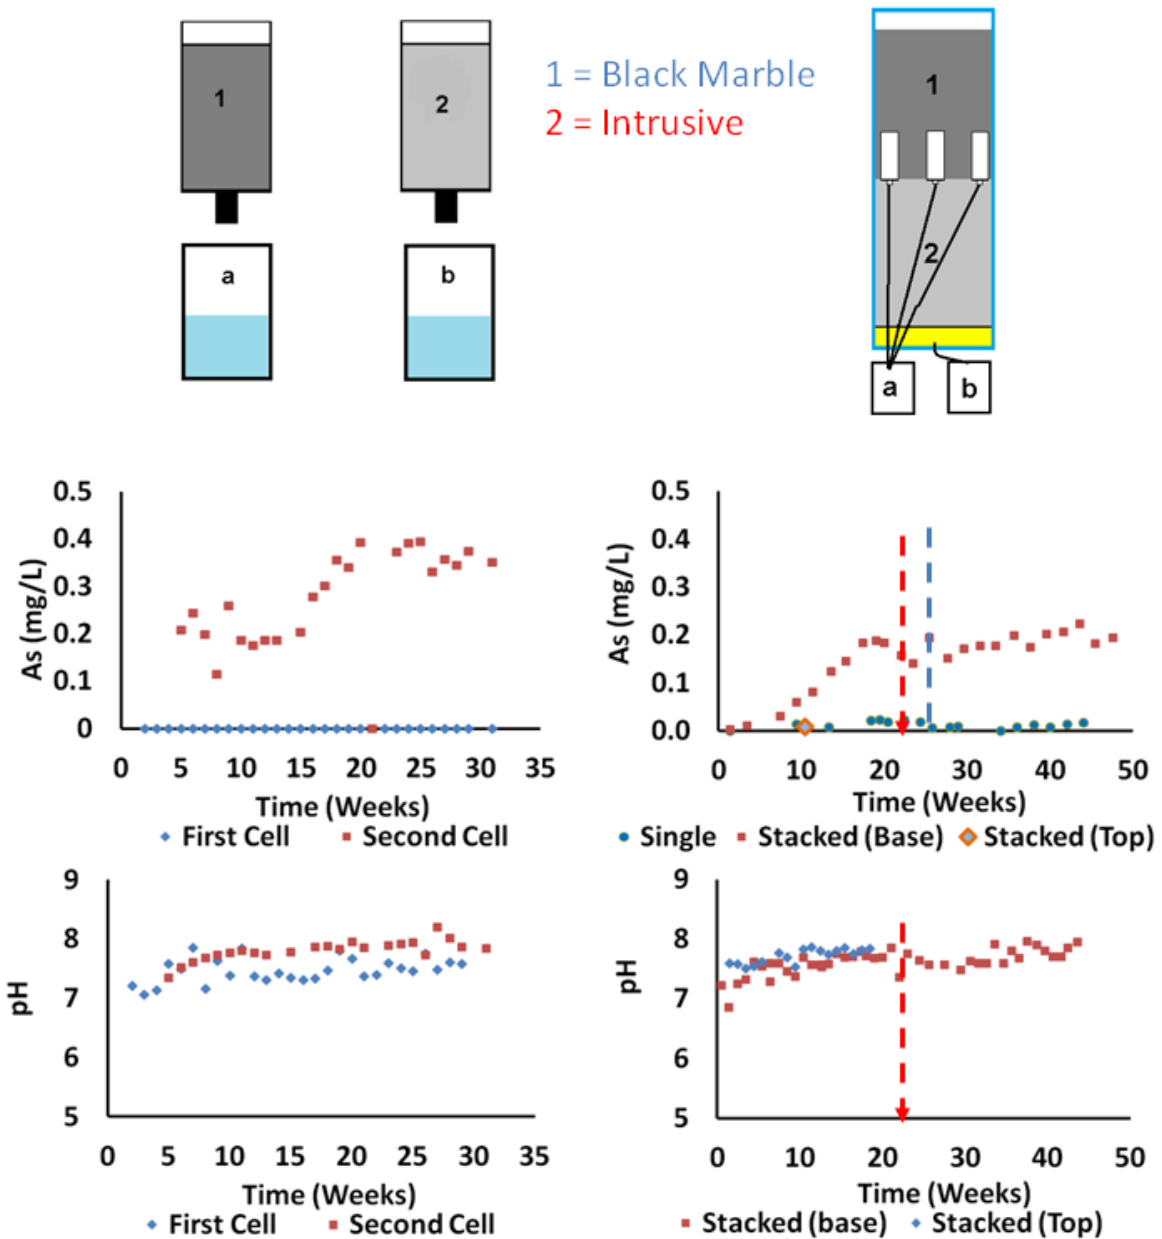 1
2
1 = Black Marble
2 = Intrusive
1
2
a
b
a
b
0.5
0.4
0.3
0.2
0.1
0
As (mg/L)
0 5 10 15 20 25 30 35
Time (Weeks)
First Cell Second Cell
0.5
0.4
0.3
0.2
0.1
0.0
As (mg/L)
0 10 20 30 40 50
Time (Weeks)
Single Stacked (Base) Stacked (Top)
9
8
7
6
5
pH
0 5 10 15 20 25 30 35
Time (Weeks)
First Cell Second Cell
9
8
7
6
5
pH
0 10 20 30 40 50
Time (Weeks)
Stacked (base) Stacked (Top)